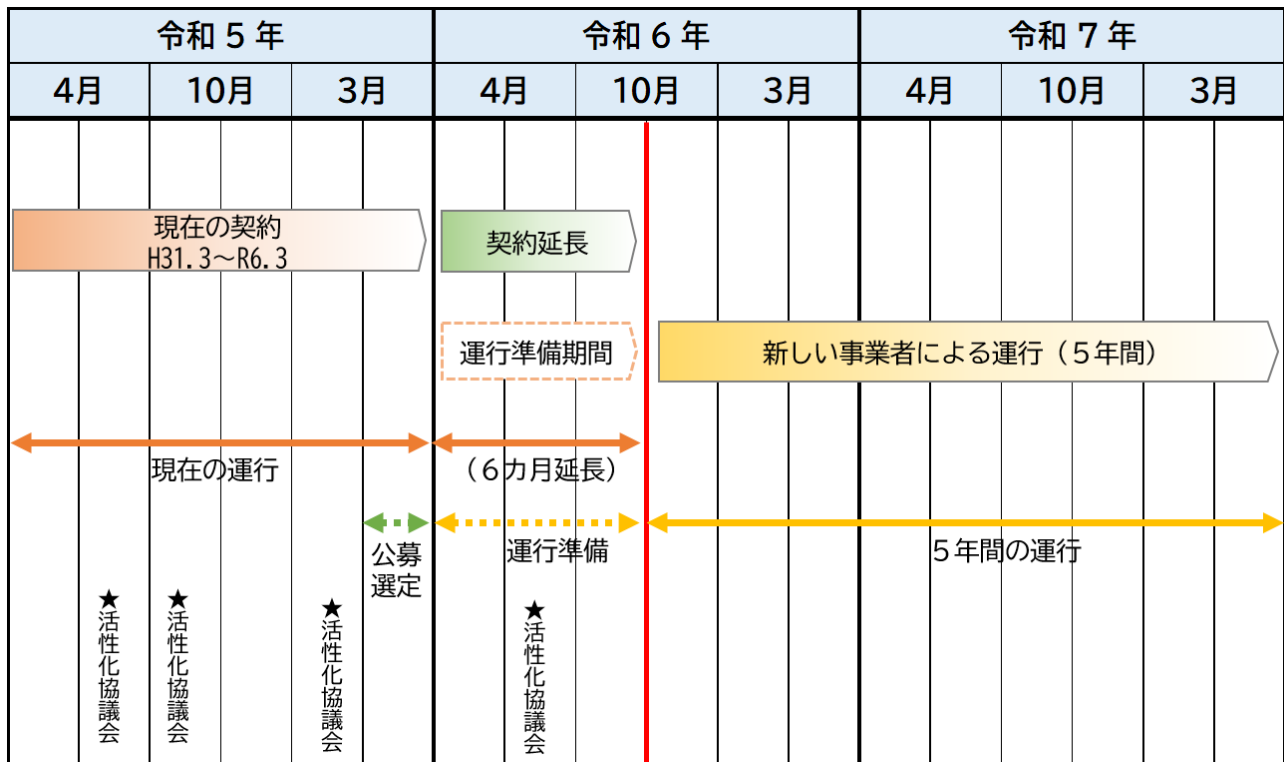 令和５年
令和６年
令和７年
4月
10月
3月
4月
10月
3月
4月
10月
3月
現在の契約
H31.3～R6.3
契約延長
運行準備期間
新しい事業者による運行（５年間）
現在の運行
（６カ月延長）
公募
選定
運行準備
５年間の運行
★活性化協議会
★活性化協議会
★活性化協議会
★活性化協議会